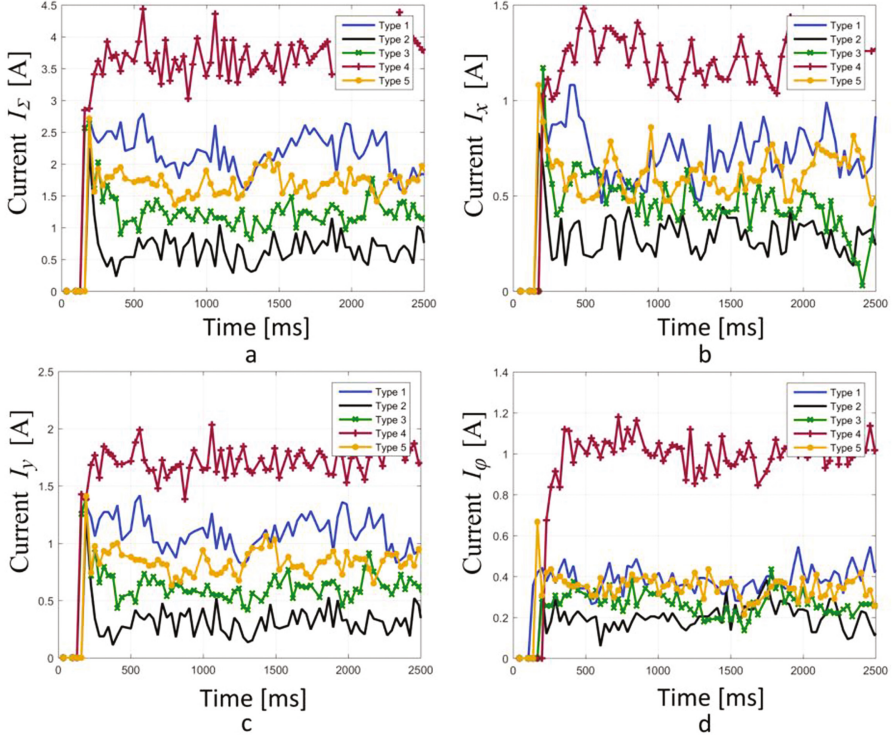 Current I_Σ [A]
4.5
4
3.5
3
2.5
2
1.5
1
0.5
0
0 500 1000 1500 2000 2500
Type 1
Type 2
Type 3
Type 4
Type 5
Time [ms]
a
Current I_x [A]
1.5
1
0.5
0
500 1000 1500 2000 2500
Type 1
Type 2
Type 3
Type 4
Type 5
Time [ms]
b
Current I_y [A]
2.5
2
1.5
1
0.5
0
0 500 1000 1500 2000 2500
Type 1
Type 2
Type 3
Type 4
Type 5
Time [ms]
c
Current I_φ [A]
1.4
1.2
1
0.8
0.6
0.4
0.2
0
0 500 1000 1500 2000 2500
Type 1
Type 2
Type 3
Type 4
Type 5
Time [ms]
d